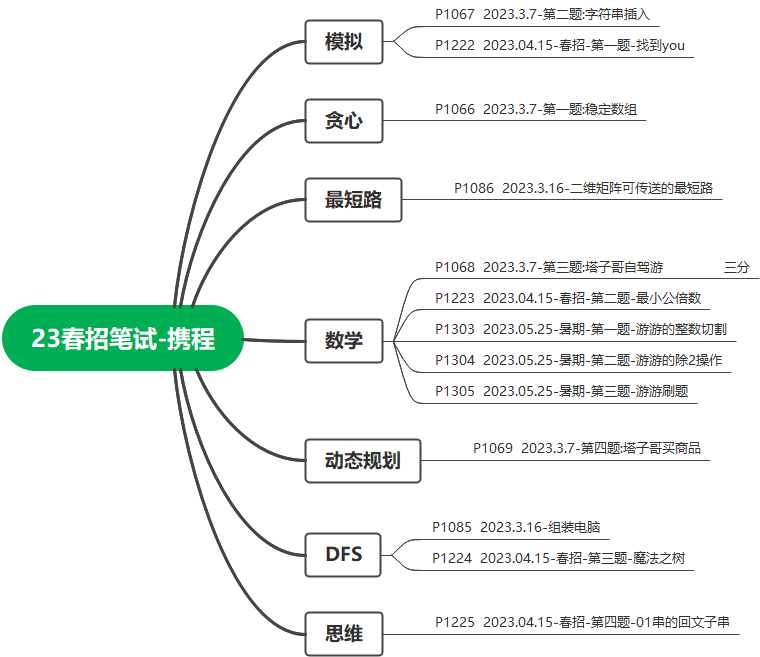 23春招笔试-携程
模拟
P1067 2023.3.7-第二题:字符串插入
P1222 2023.04.15-春招-第一题-找到you
贪心
P1066 2023.3.7-第一题:稳定数组
最短路
P1086 2023.3.16-二维矩阵可传送的最短路
数学
P1068 2023.3.7-第三题:塔子哥自驾游 三分
P1223 2023.04.15-春招-第二题-最小公倍数
P1303 2023.05.25-暑期-第一题-游游的整数切割
P1304 2023.05.25-暑期-第二题-游游的除2操作
P1305 2023.05.25-暑期-第三题-游游刷题
动态规划
P1069 2023.3.7-第四题:塔子哥买商品
DFS
P1085 2023.3.16-组装电脑
P1224 2023.04.15-春招-第三题-魔法之树
思维
P1225 2023.04.15-春招-第四题-01串的回文子串